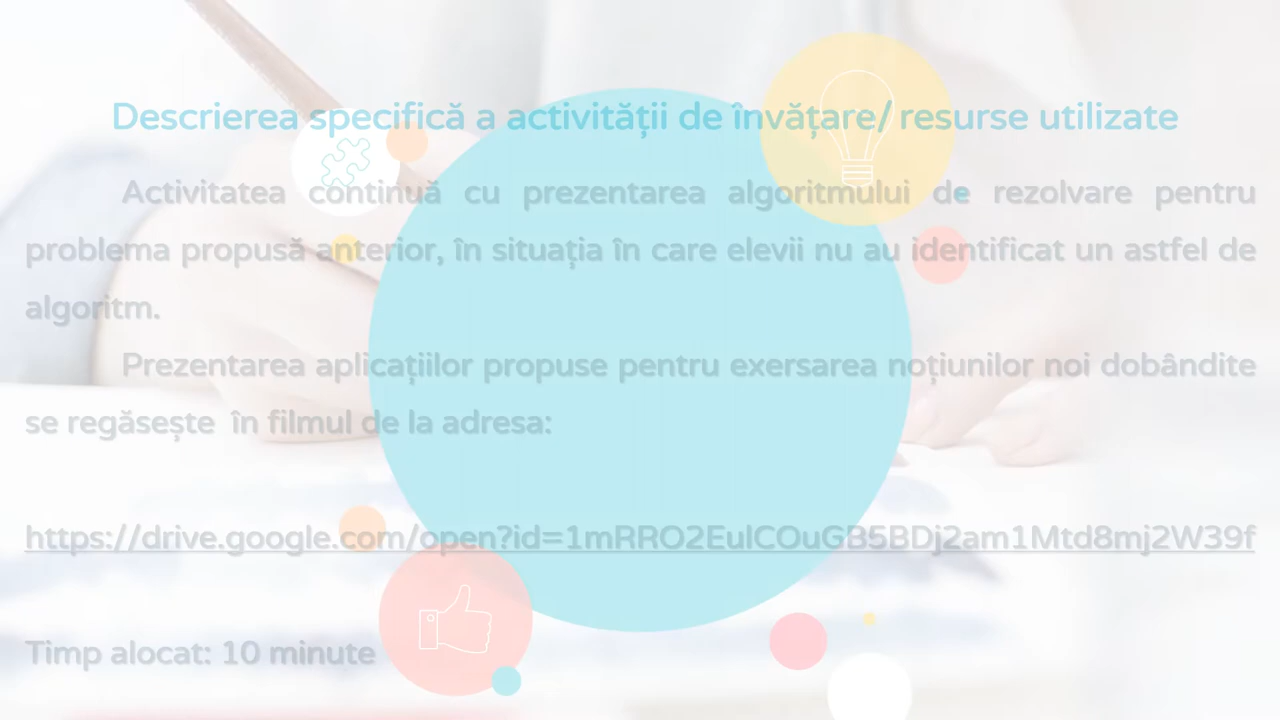 Descrierea specifică a activității de învățare/ resurse utilizate
Activitatea continuă cu prezentarea algoritmului de rezolvare pentru
problema propusă anterior, în situația în care elevii nu au identificat un astfel de
algoritm.
Prezentarea aplicațiilor propuse pentru exersarea noțiunilor noi dobândite
se regăsește în filmul de la adresa:
https://drive.google.com/open?id=1mRRO2EulCOuGB5BDj2am1Mtd8mj2W39f
Timp alocat: 10 minute